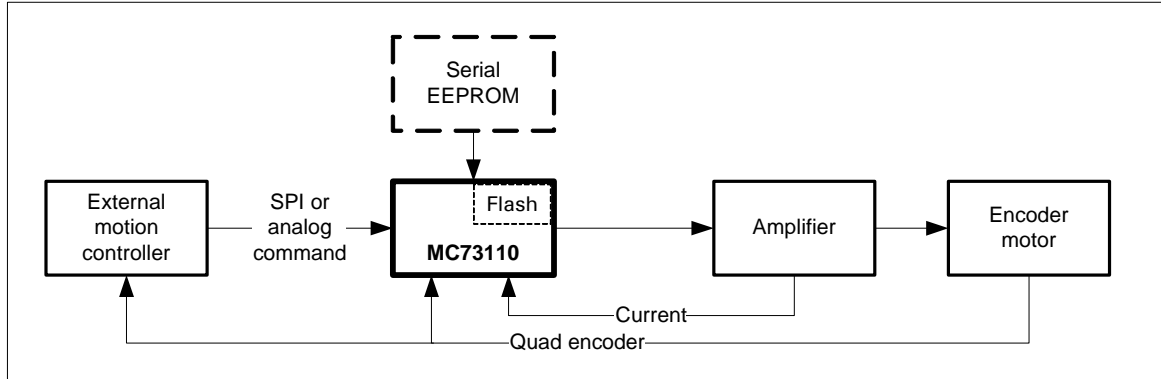 Serial
EEPROM
External
motion
controller
SPI or
analog
command
Flash
MC73110
Amplifier
Encoder
motor
Current
Quad encoder